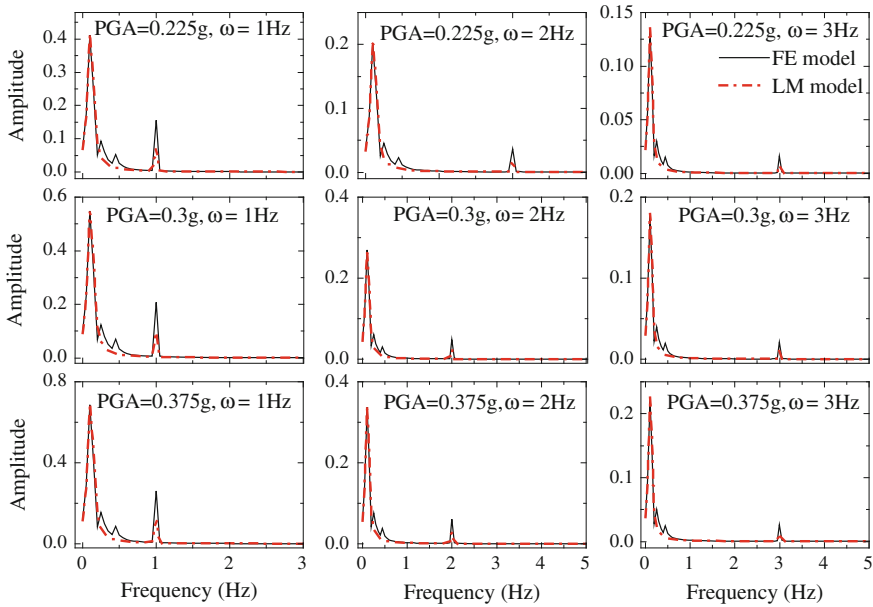 PGA=0.225g, ω= 1Hz
PGA=0.225g, ω= 2Hz
PGA=0.225g, ω= 3Hz
FE model
LM model
Amplitude
0.4
0.3
0.2
0.1
0.0
0.2
0.1
0.0
0.15
0.10
0.05
0.00
PGA=0.3g, ω= 1Hz
PGA=0.3g, ω= 2Hz
PGA=0.3g, ω= 3Hz
Amplitude
0.6
0.4
0.2
0.0
0.4
0.2
0.0
0.2
0.1
0.0
PGA=0.375g, ω= 1Hz
PGA=0.375g, ω= 2Hz
PGA=0.375g, ω= 3Hz
Amplitude
0.8
0.4
0.0
0.4
0.2
0.0
0.2
0.1
0.0
0 1 2 3
0 1 2 3 4 5
0 1 2 3 4 5
Frequency (Hz)
Frequency (Hz)
Frequency (Hz)